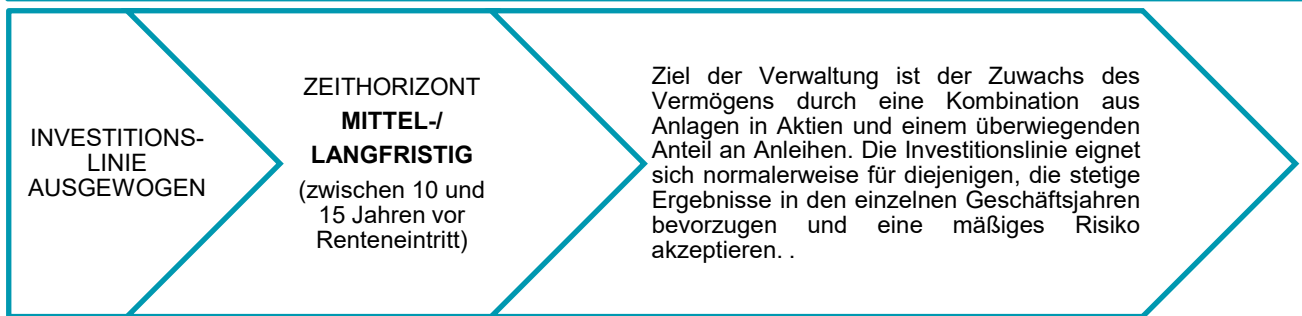 INVESTITIONS-
LINIE
AUSGEWOGEN
ZEITHORIZONT
MITTEL-/
LANGFRISTIG
(zwischen 10 und
15 Jahren vor
Renteneintritt)
Ziel der Verwaltung ist der Zuwachs des
Vermögens durch eine Kombination aus
Anlagen in Aktien und einem überwiegenden
Anteil an Anleihen. Die Investitionslinie eignet
sich normalerweise für diejenigen, die stetige
Ergebnisse in den einzelnen Geschäftsjahren
bevorzugen und eine mäßiges Risiko
akzeptieren. .